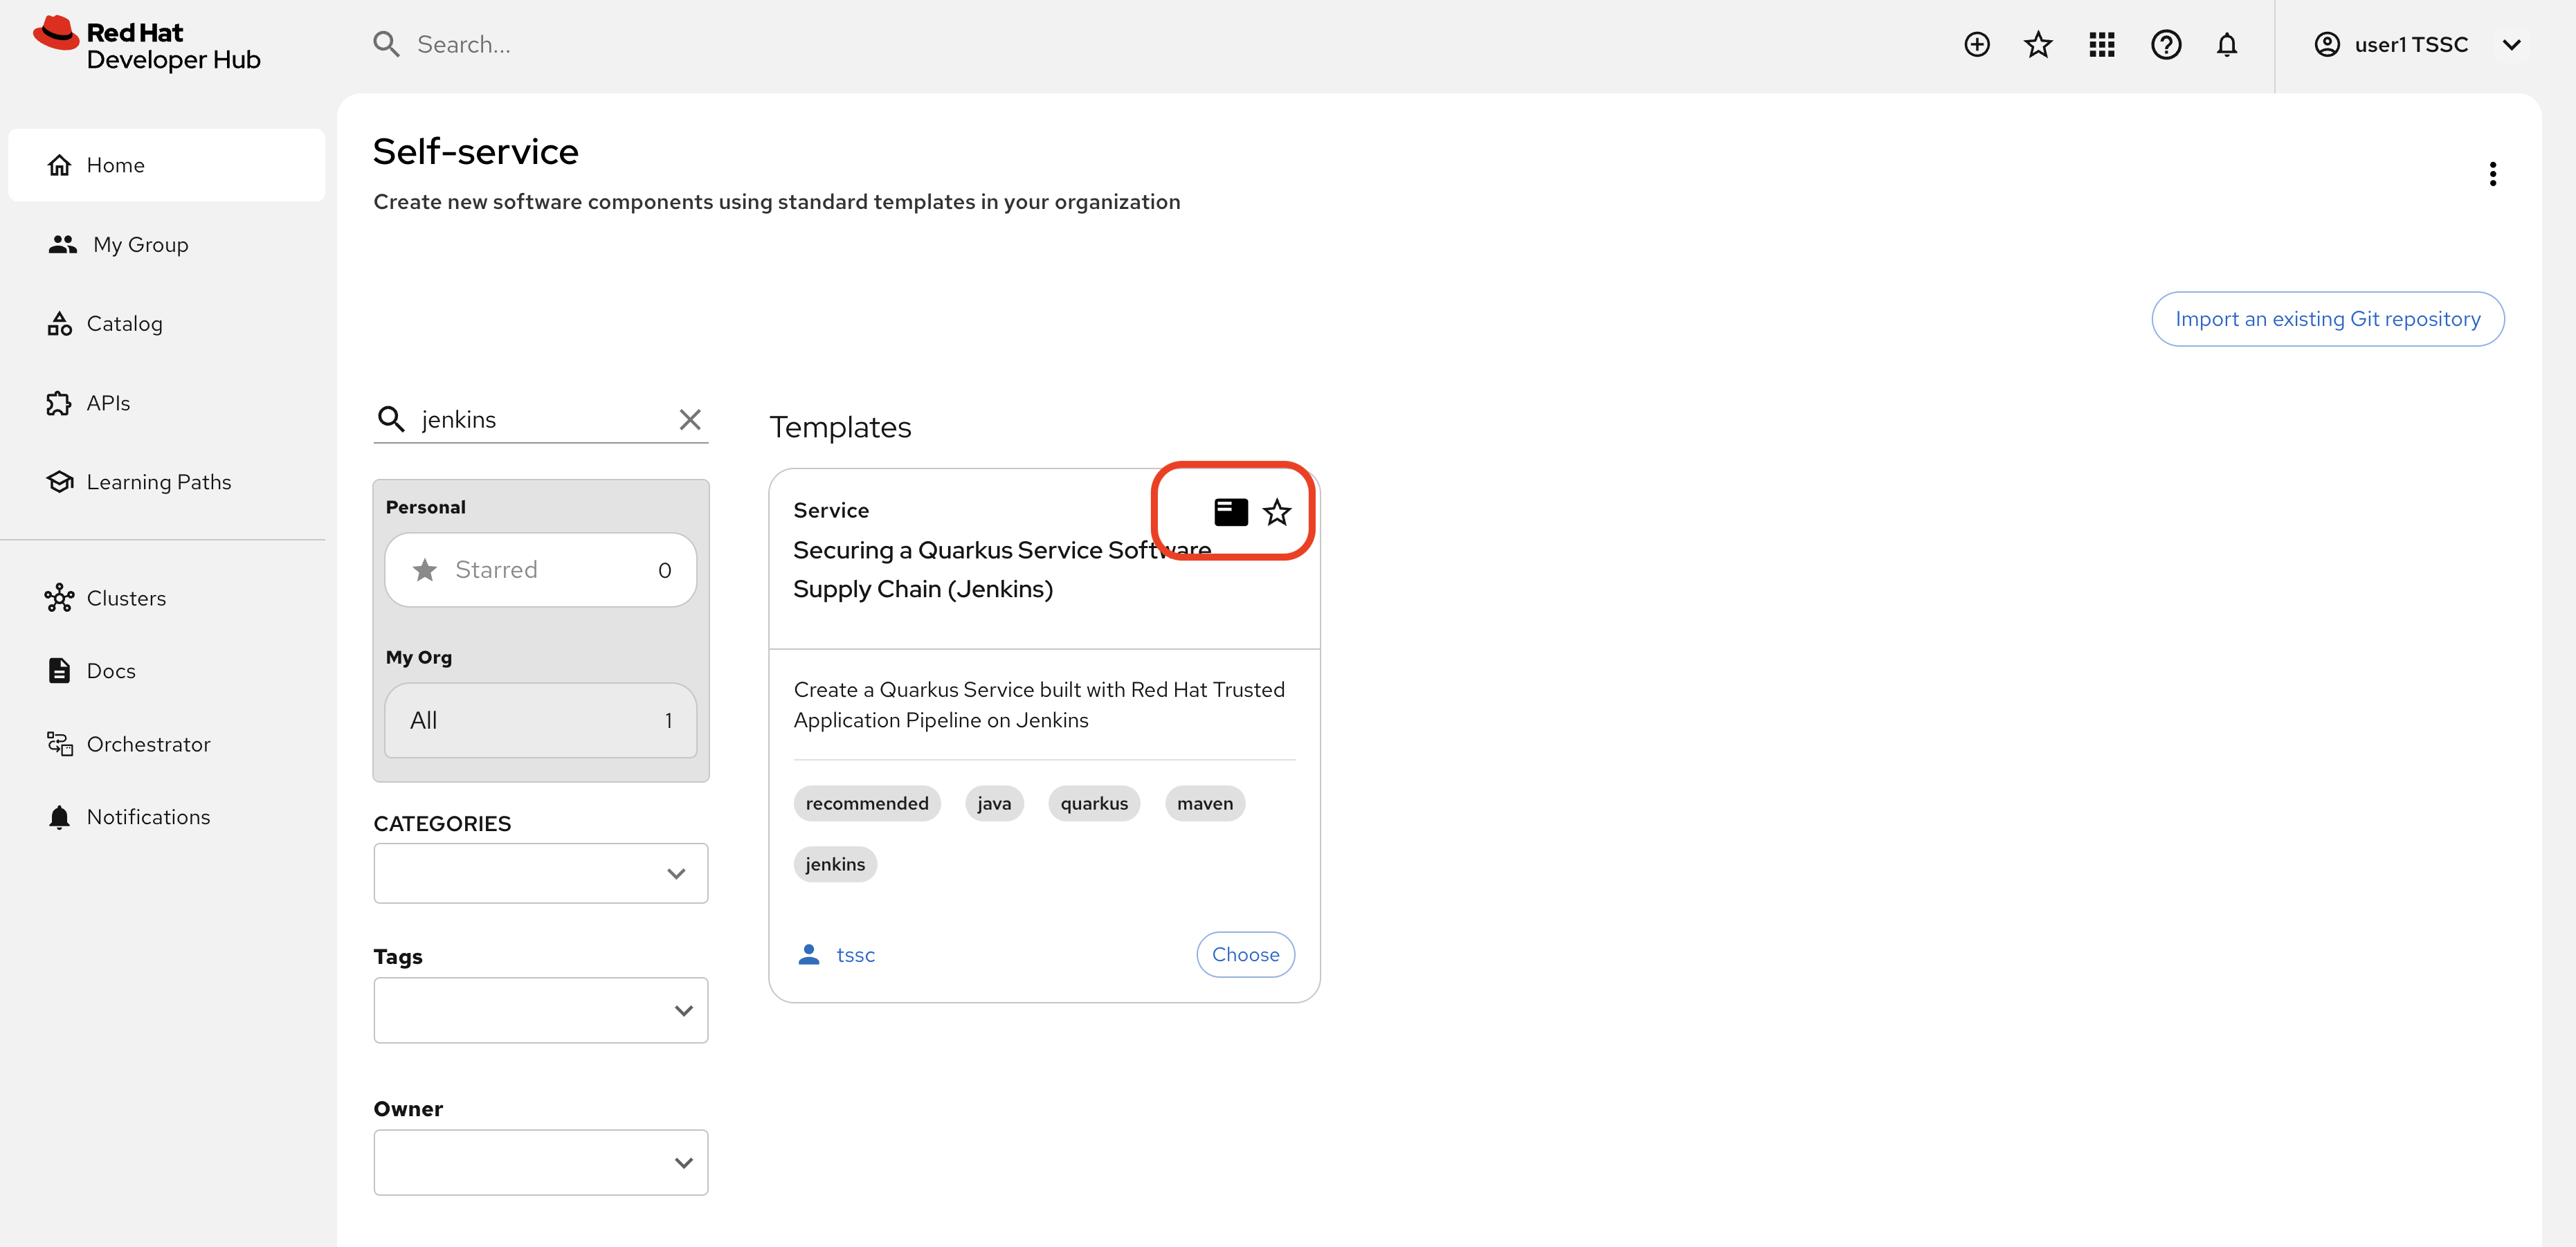 Red Hat
Developer Hub
Search...
user1 TSSC
Home
My Group
Catalog
APIs
Learning Paths
Clusters
Docs
Orchestrator
Notifications
Self-service
Create new software components using standard templates in your organization
Import an existing Git repository
jenkins
Personal
Starred 0
My Org
All 1
CATEGORIES
Tags
Owner
Templates
Service
Securing a Quarkus Service Software
Supply Chain (Jenkins)
Create a Quarkus Service built with Red Hat Trusted
Application Pipeline on Jenkins
recommended java quarkus maven
jenkins
tssc Choose